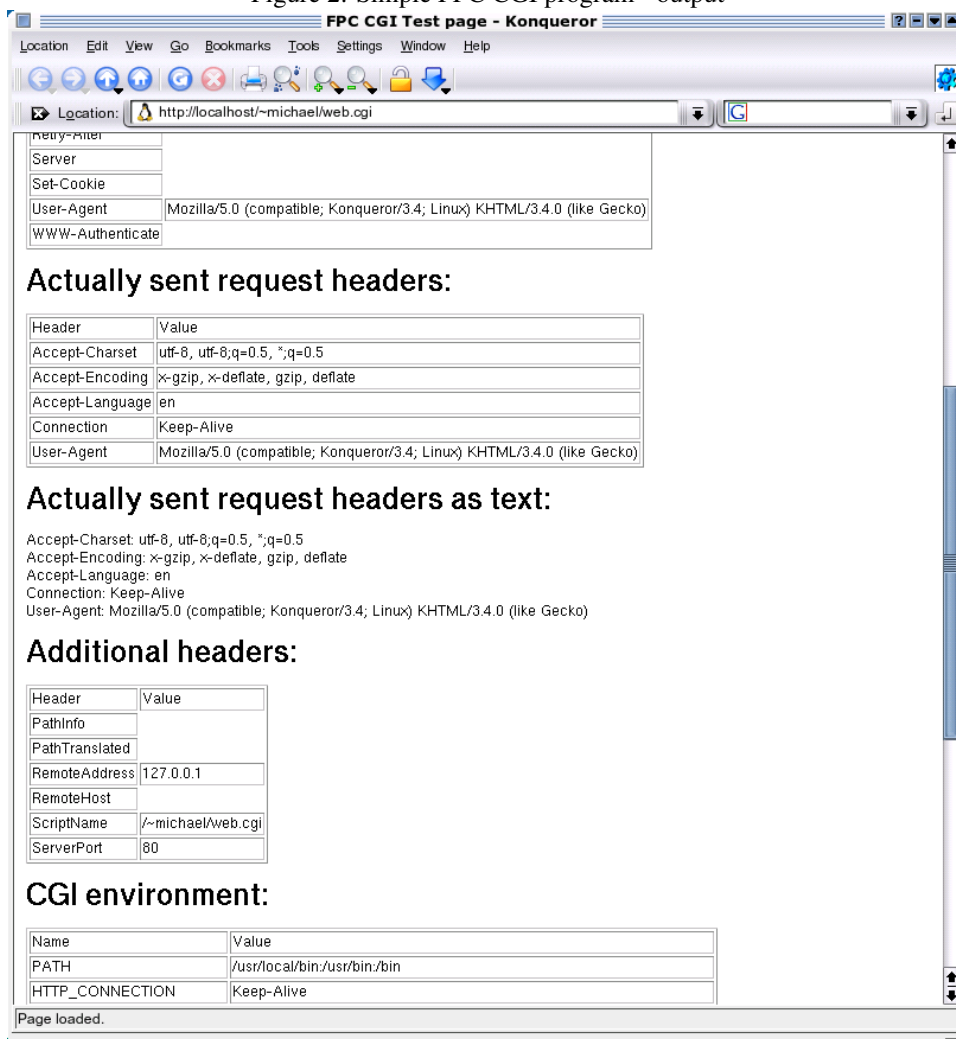 Figure 2: Simple FPC CGI program - output
FPC CGI Test page - Konqueror
Location Edit View Go Bookmarks Tools Settings Window Help
Location: http://localhost/~michael/web.cgi
Retry-After
Server
Set-Cookie
User-Agent Mozilla/5.0 (compatible; Konqueror/3.4; Linux) KHTML/3.4.0 (like Gecko)
WWW-Authenticate
Actually sent request headers:
Header Value
Accept-Charset utf-8, utf-8;q=0.5, *;q=0.5
Accept-Encoding x-gzip, x-deflate, gzip, deflate
Accept-Language en
Connection Keep-Alive
User-Agent Mozilla/5.0 (compatible; Konqueror/3.4; Linux) KHTML/3.4.0 (like Gecko)
Actually sent request headers as text:
Accept-Charset: utf-8, utf-8;q=0.5, *;q=0.5
Accept-Encoding: x-gzip, x-deflate, gzip, deflate
Accept-Language: en
Connection: Keep-Alive
User-Agent: Mozilla/5.0 (compatible; Konqueror/3.4; Linux) KHTML/3.4.0 (like Gecko)
Additional headers:
Header Value
PathInfo
PathTranslated
RemoteAddress 127.0.0.1
RemoteHost
ScriptName /~michael/web.cgi
ServerPort 80
CGI environment:
Name Value
PATH /usr/local/bin:/usr/bin:/bin
HTTP_CONNECTION Keep-Alive
Page loaded.